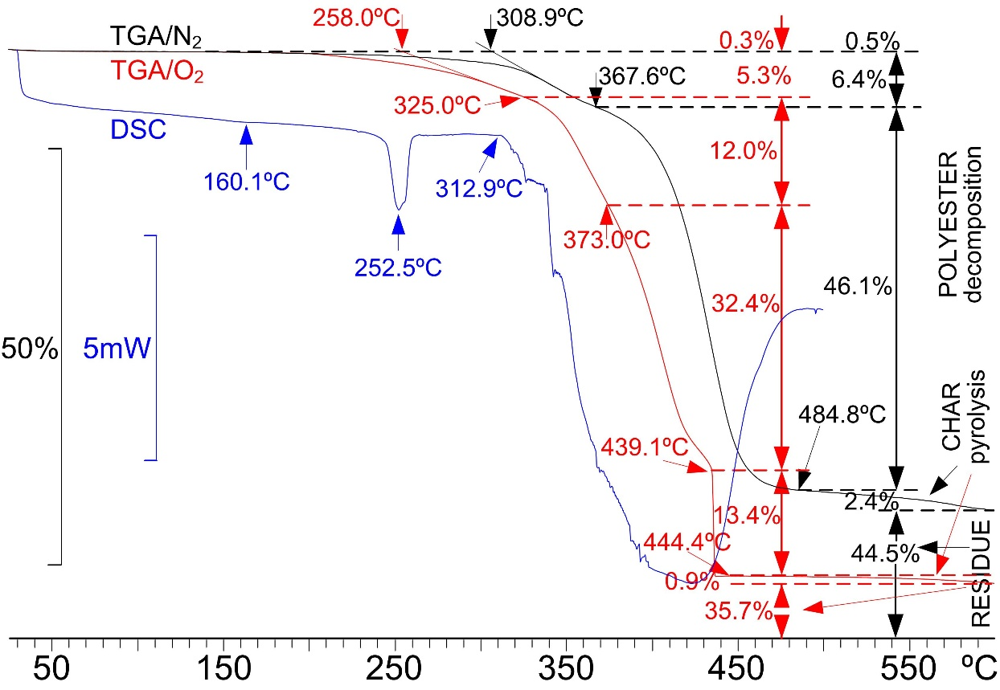 258.0ºC
308.9ºC
TGA/N2
0.3%
0.5%
TGA/O2
5.3%
6.4%
367.6ºC
325.0ºC
DSC
160.1ºC
312.9ºC
12.0%
252.5ºC
373.0ºC
POLYESTER
decomposition
46.1%
32.4%
50%
5mW
484.8ºC
CHAR
pyrolysis
439.1ºC
2.4%
13.4%
444.4ºC
44.5%
0.9%
35.7%
RESIDUE
50 150 250 350 450 550 ºC